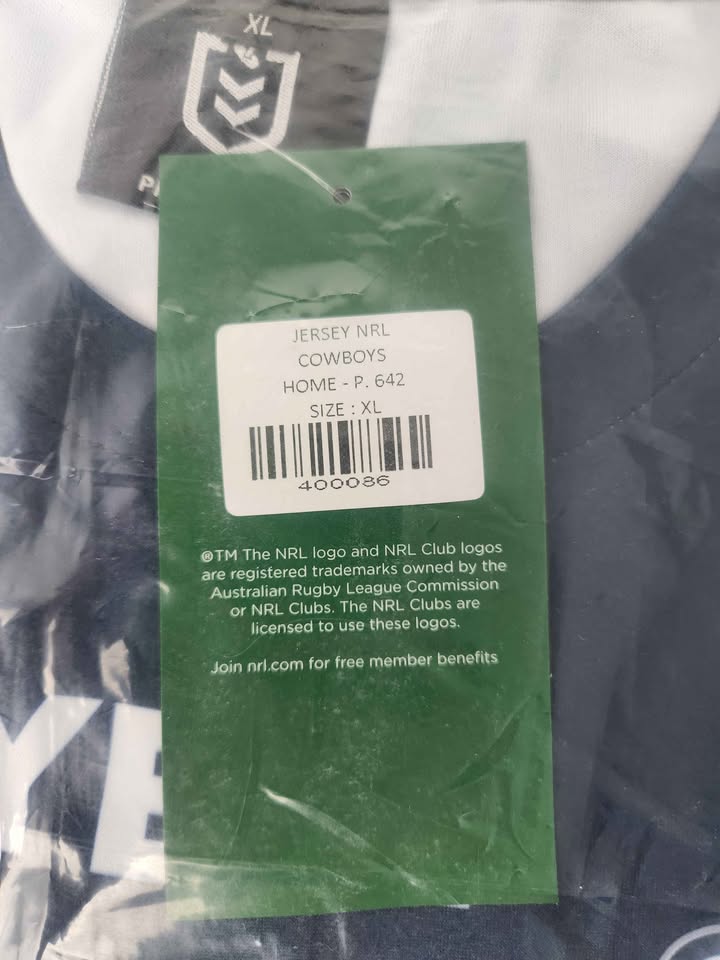 XL
JERSEY NRL
COWBOYS
HOME - P. 642
SIZE : XL
400086
®TM The NRL logo and NRL Club logos
are registered trademarks owned by the
Australian Rugby League Commission
or NRL Clubs. The NRL Clubs are
licensed to use these logos.
Join nrl.com for free member benefits